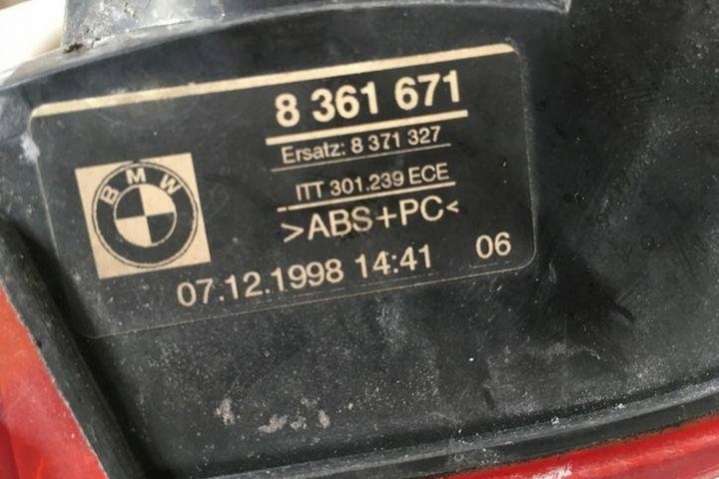 8 361 671
Ersatz: 8 371 327
ITT 301.239 ECE
>ABS+PC<
BMW
07.12.1998 14:41 06